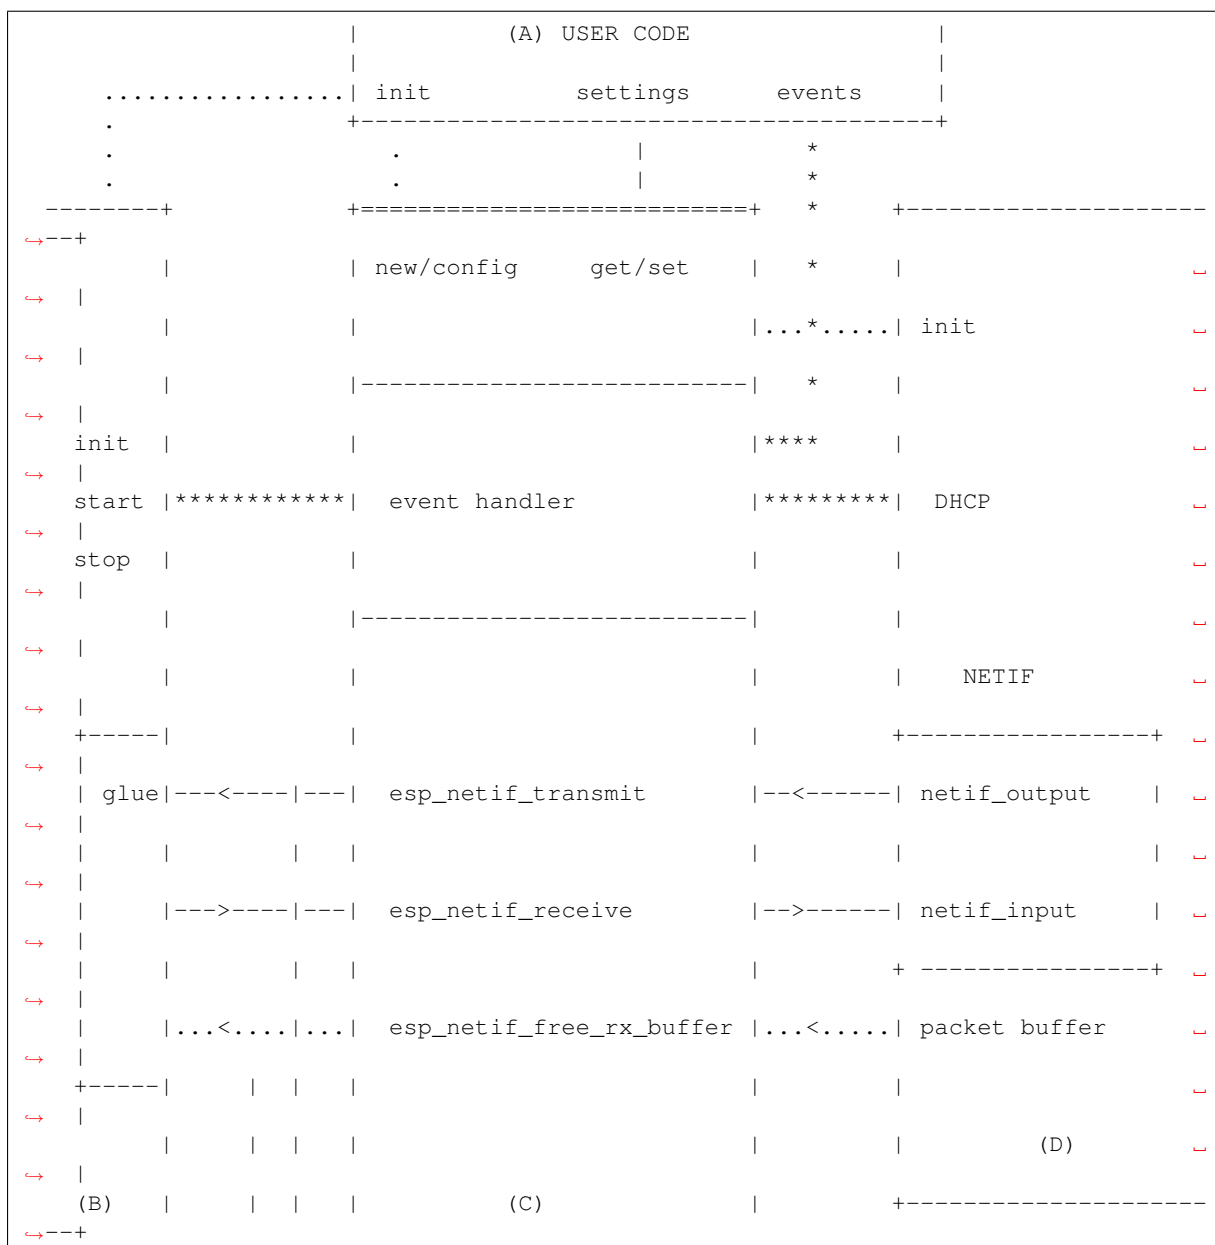 |          (A) USER CODE                 |
                       |                                        |
      .................| init          settings      events     |
      .                +----------------------------------------+
      .                   .                |           *
      .                   .                |           *
  --------+            +===========================+   *     +---------------------
↪--+
          |            | new/config     get/set    |   *     |                    ␣
↪   |
          |            |                           |...*.....| init               ␣
↪   |
          |            |---------------------------|   *     |                    ␣
↪   |
    init  |            |                           |****     |                    ␣
↪   |
    start |************|  event handler            |*********|  DHCP              ␣
↪   |
    stop  |            |                           |         |                    ␣
↪   |
          |            |---------------------------|         |                    ␣
↪   |
          |            |                           |         |    NETIF           ␣
↪   |
    +-----|            |                           |         +-----------------+  ␣
↪   |
    | glue|---<----|---|  esp_netif_transmit       |--<------| netif_output    |  ␣
↪   |
    |     |        |   |                           |         |                 |  ␣
↪   |
    |     |--->----|---|  esp_netif_receive        |-->------| netif_input     |  ␣
↪   |
    |     |        |   |                           |         + ----------------+  ␣
↪   |
    |     |...<....|...|  esp_netif_free_rx_buffer |...<.....| packet buffer      ␣
↪   |
    +-----|     |  |   |                           |         |                    ␣
↪   |
          |     |  |   |                           |         |         (D)        ␣
↪   |
    (B)   |     |  |   |          (C)              |         +---------------------
↪--+